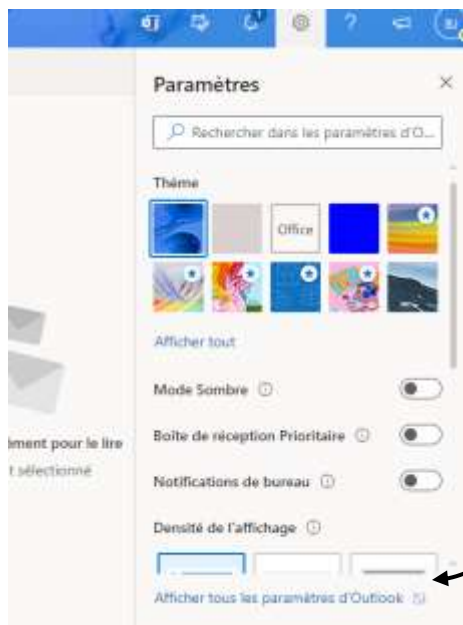 Paramètres
Rechercher dans les paramètres d'O...
Thème
Office
Afficher tout
Mode Sombre
Boîte de réception Prioritaire
ément pour le lire
t sélectionné
Notifications de bureau
Densité de l'affichage
Afficher tous les paramètres d'Outlook